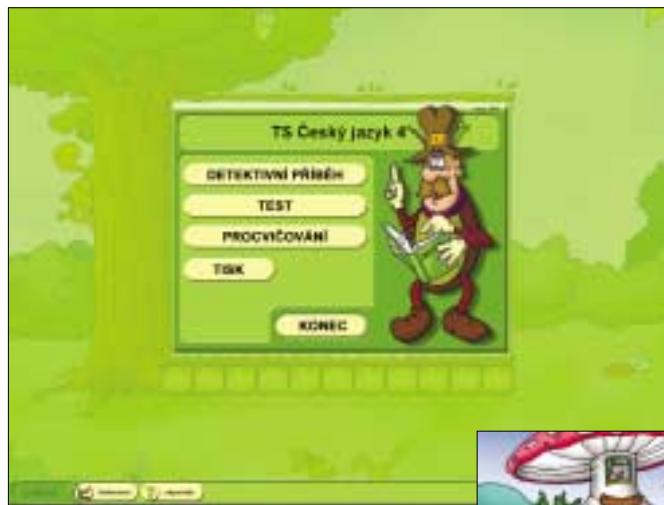 TS Český jazyk 4
DETEKTIVNÍ PŘÍBĚH
TEST
PROCVIČOVÁNÍ
TISK
KONEC